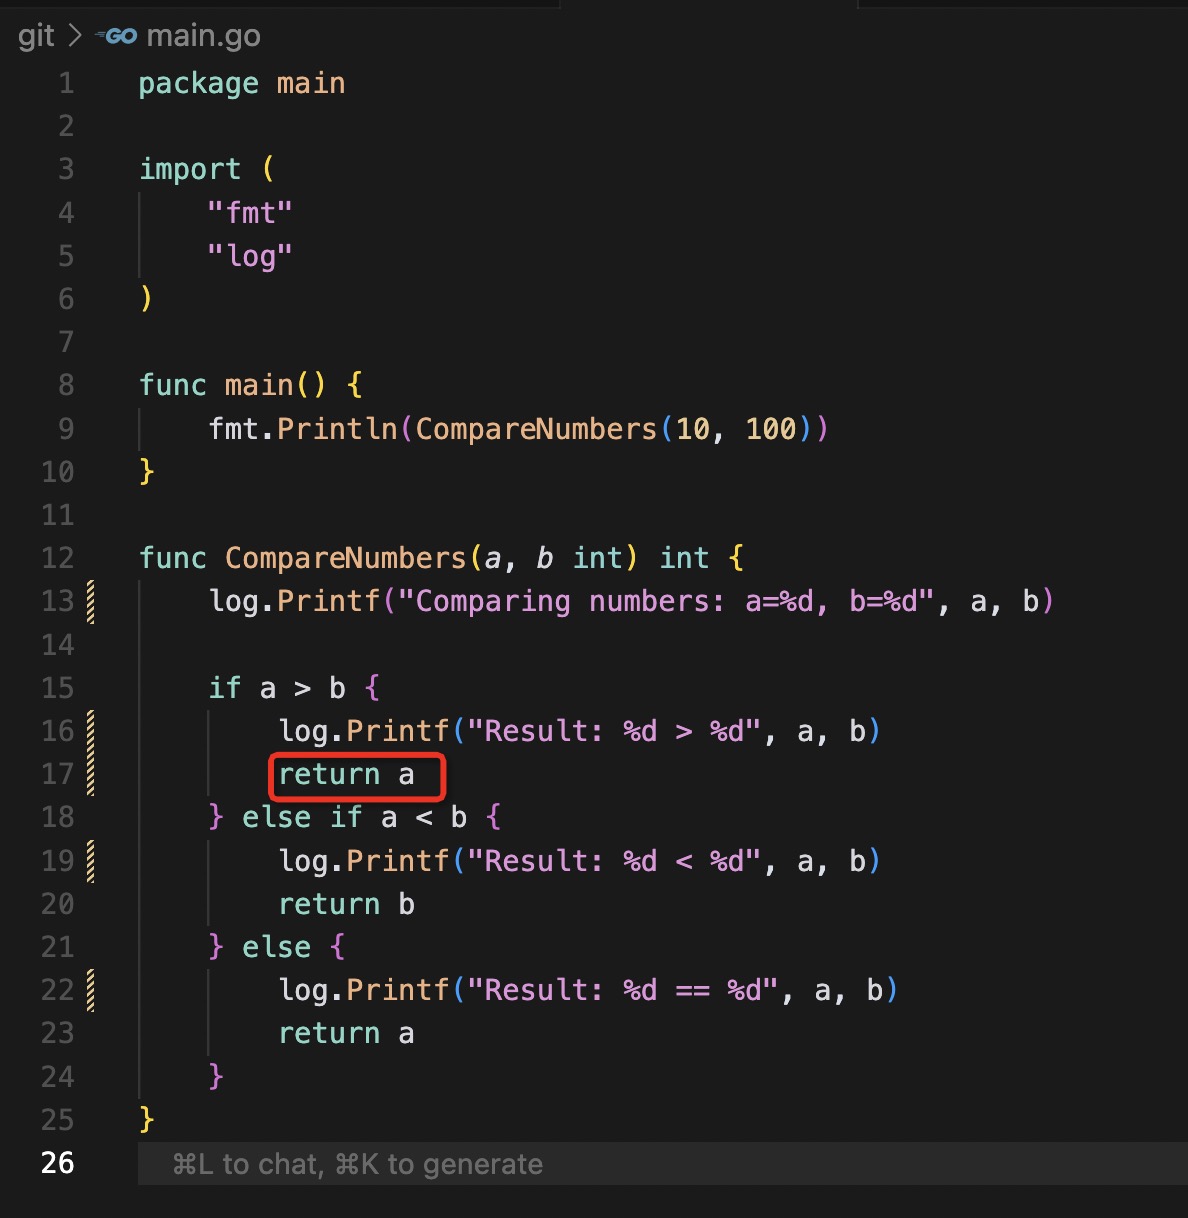 git > GO main.go
1 package main
2
3 import (
4     "fmt"
5     "log"
6 )
7
8 func main() {
9     fmt.Println(CompareNumbers(10, 100))
10 }
11
12 func CompareNumbers(a, b int) int {
13     log.Printf("Comparing numbers: a=%d, b=%d", a, b)
14
15     if a > b {
16         log.Printf("Result: %d > %d", a, b)
17         return a
18     } else if a < b {
19         log.Printf("Result: %d < %d", a, b)
20         return b
21     } else {
22         log.Printf("Result: %d == %d", a, b)
23         return a
24     }
25 }
26 ⌘L to chat, ⌘K to generate